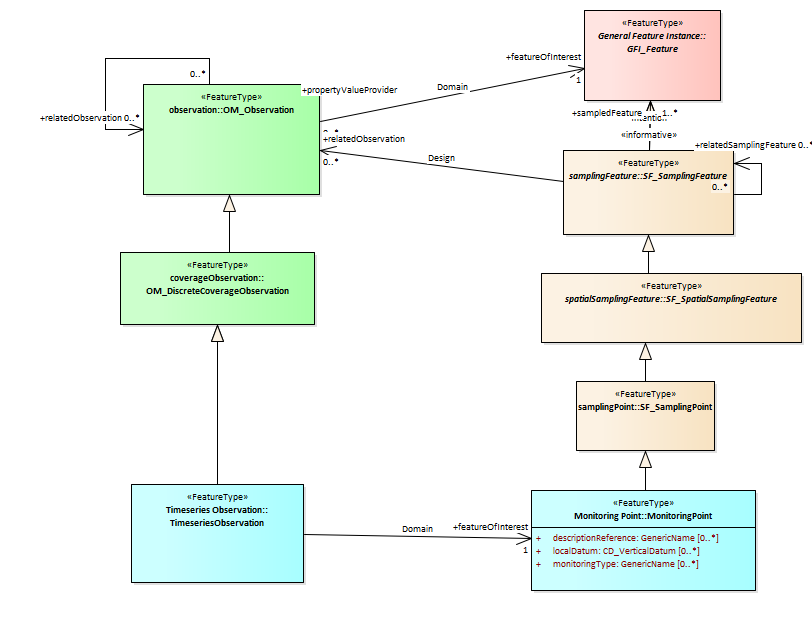 «FeatureType»
General Feature Instance::
GFI_Feature
+featureOfInterest
1
0..*
«FeatureType»
observation::OM_Observation
+propertyValueProvider
Domain
+relatedObservation 0..*
+sampledFeature
1..*
«informative»
+relatedObservation
0..*
Design
+relatedSamplingFeature 0..*
«FeatureType»
samplingFeature::SF_SamplingFeature
0..*
«FeatureType»
coverageObservation::
OM_DiscreteCoverageObservation
«FeatureType»
spatialSamplingFeature::SF_SpatialSamplingFeature
«FeatureType»
samplingPoint::SF_SamplingPoint
«FeatureType»
Timeseries Observation::
TimeseriesObservation
Domain
+featureOfInterest
1
«FeatureType»
Monitoring Point::MonitoringPoint
+ descriptionReference: GenericName [0..*]
+ localDatum: CD_VerticalDatum [0..*]
+ monitoringType: GenericName [0..*]